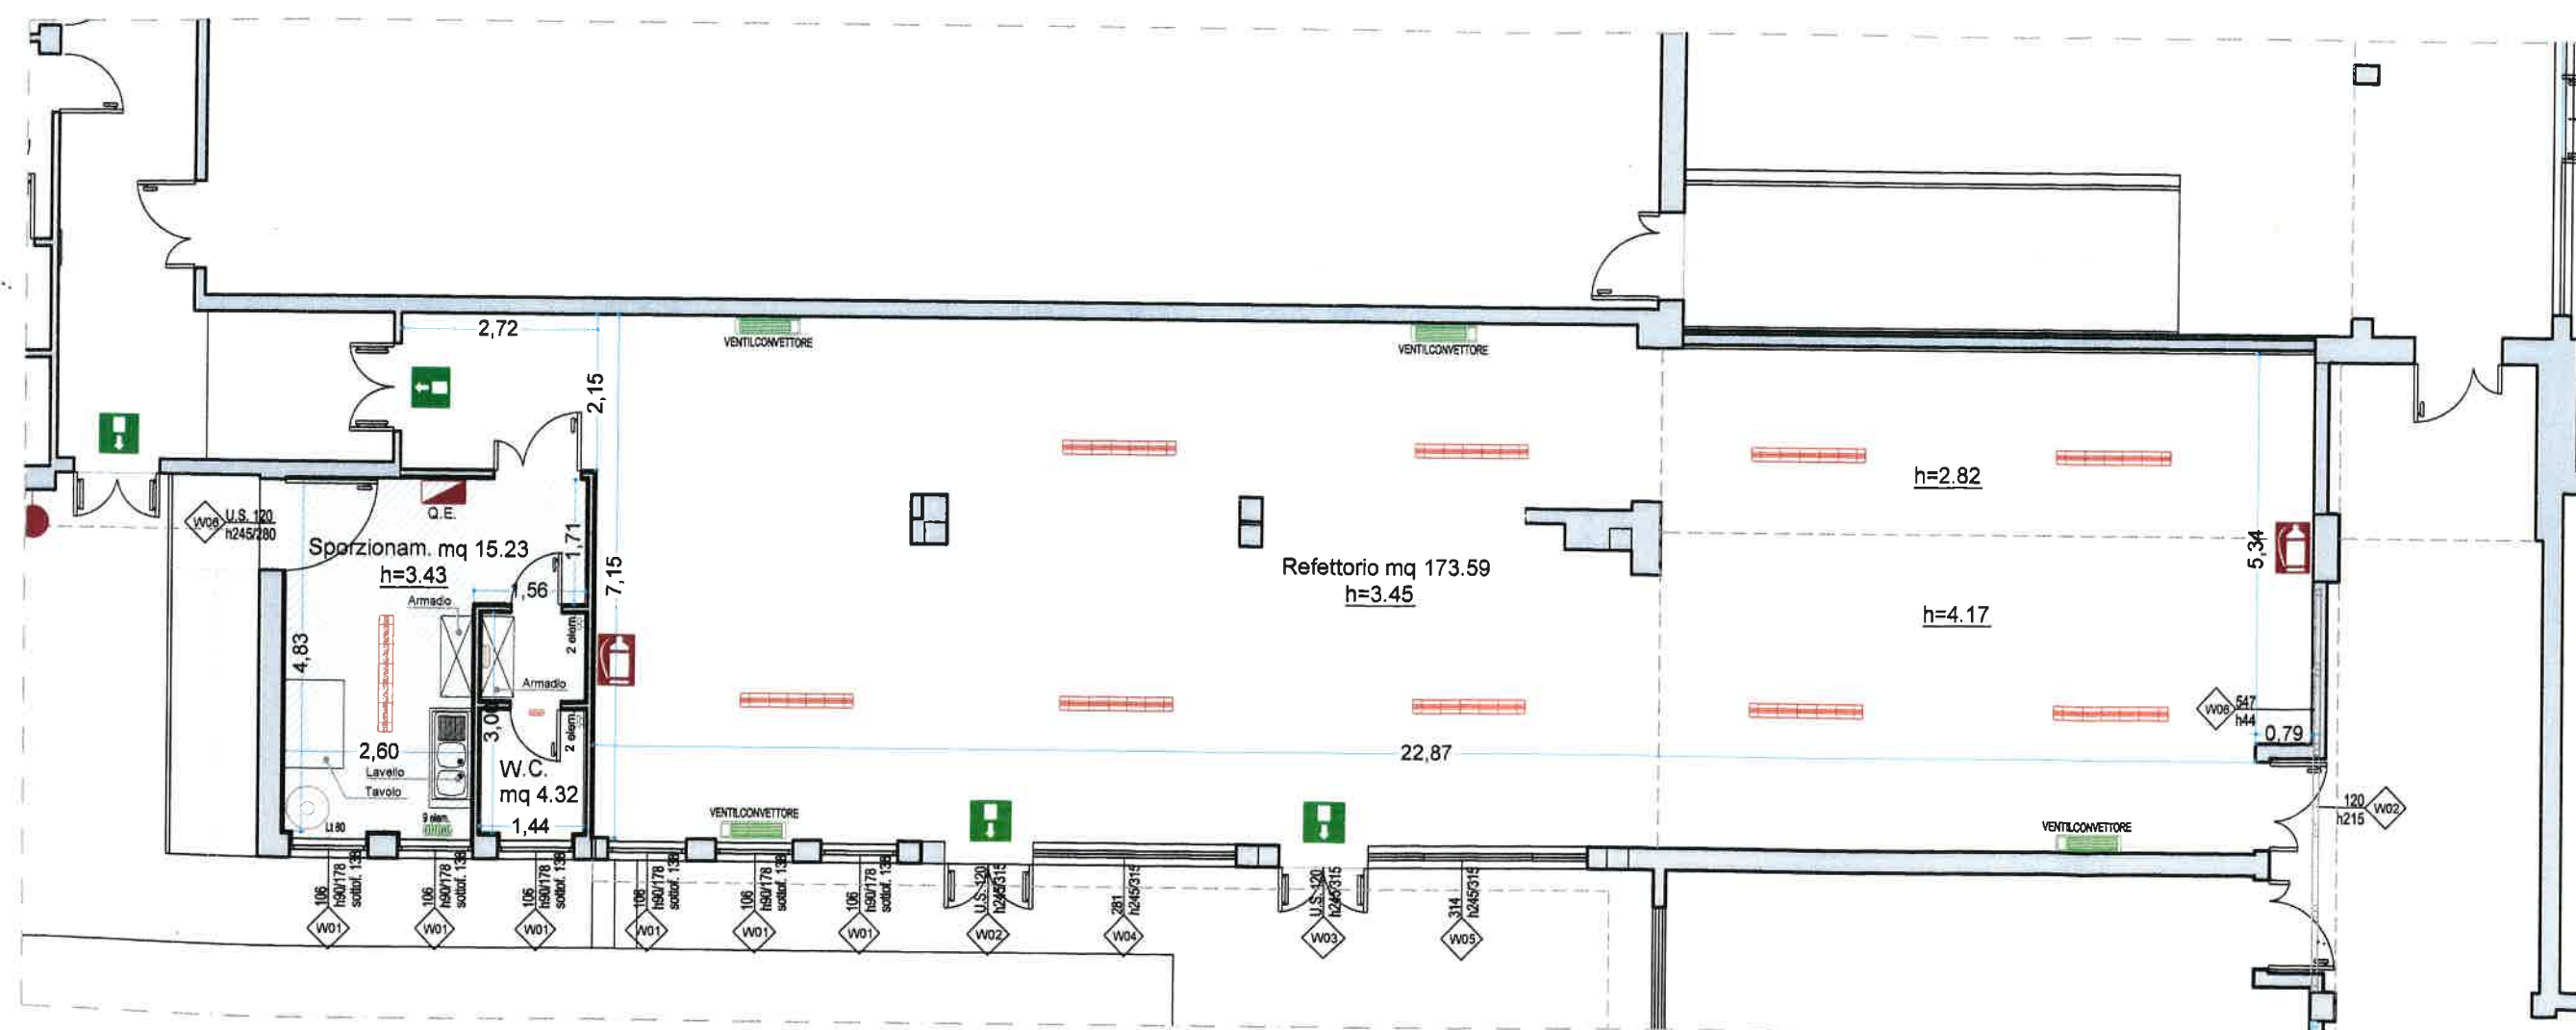 2,72
VENTILCONVETTORE
VENTILCONVETTORE
2,15
h=2.82
W06
U.S. 120
h245/280
Q.E.
1,71
Sporzionam. mq 15.23
h=3.43
1,56
7,15
Refettorio mq 173.59
h=3.45
5,34
h=4.17
Armadio
2 elem.
4,83
Armadio
3,00
2 elem.
2,60
W.C.
mq 4.32
Lavello
Tavolo
22,87
W06
547
h44
0,79
120
h215
W02
Lt 80
9 elem.
1,44
VENTILCONVETTORE
VENTILCONVETTORE
106
h90/178
sottof. 138
W01
106
h90/178
sottof. 138
W01
106
h90/178
sottof. 138
W01
106
h90/178
sottof. 138
W01
106
h90/178
sottof. 138
W01
106
h90/178
sottof. 138
W01
U.S. 120
h245/315
W02
281
h245/315
W04
U.S. 120
h245/315
W03
314
h245/315
W05